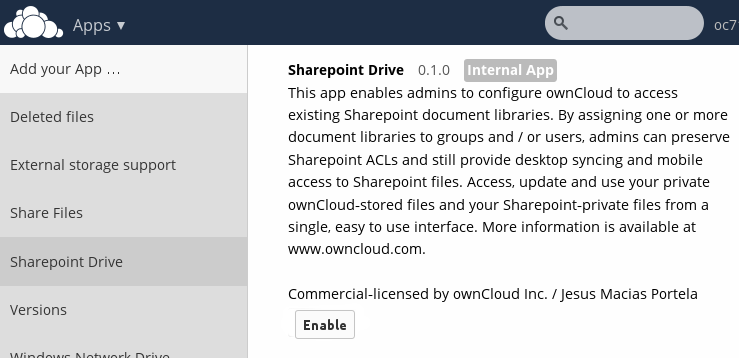 Apps ▾
oc7
Add your App …
Deleted files
External storage support
Share Files
Sharepoint Drive
Versions
Windows Network Drive
Sharepoint Drive 0.1.0 Internal App
This app enables admins to configure ownCloud to access
existing Sharepoint document libraries. By assigning one or more
document libraries to groups and / or users, admins can preserve
Sharepoint ACLs and still provide desktop syncing and mobile
access to Sharepoint files. Access, update and use your private
ownCloud-stored files and your Sharepoint-private files from a
single, easy to use interface. More information is available at
www.owncloud.com.
Commercial-licensed by ownCloud Inc. / Jesus Macias Portela
Enable